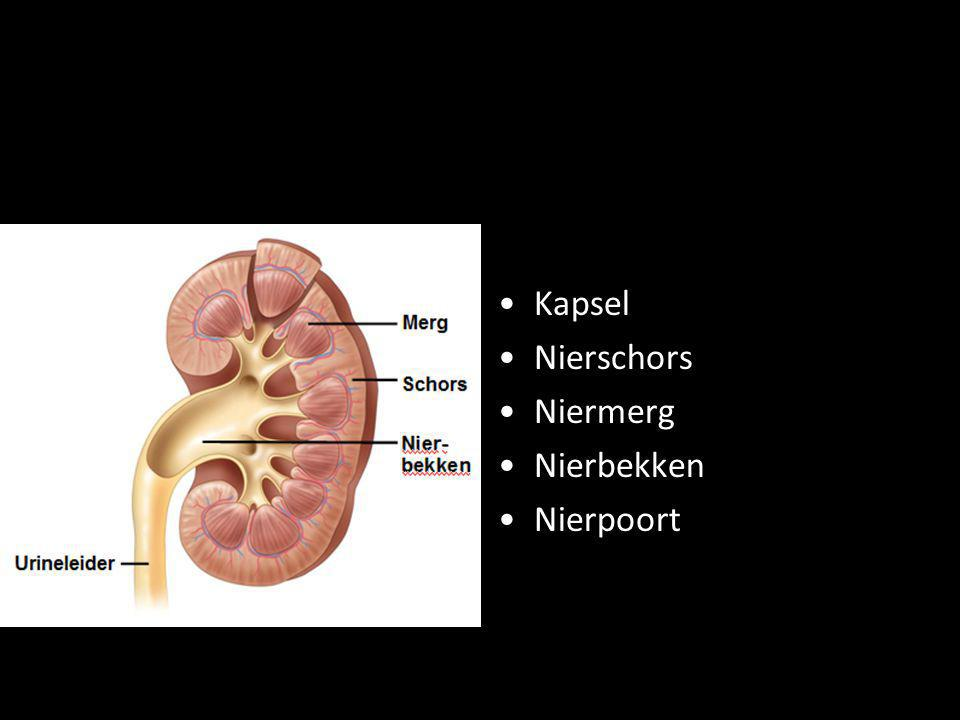 Merg
Schors
Nier-
bekken
Urineleider
• Kapsel
• Nierschors
• Niermerg
• Nierbekken
• Nierpoort